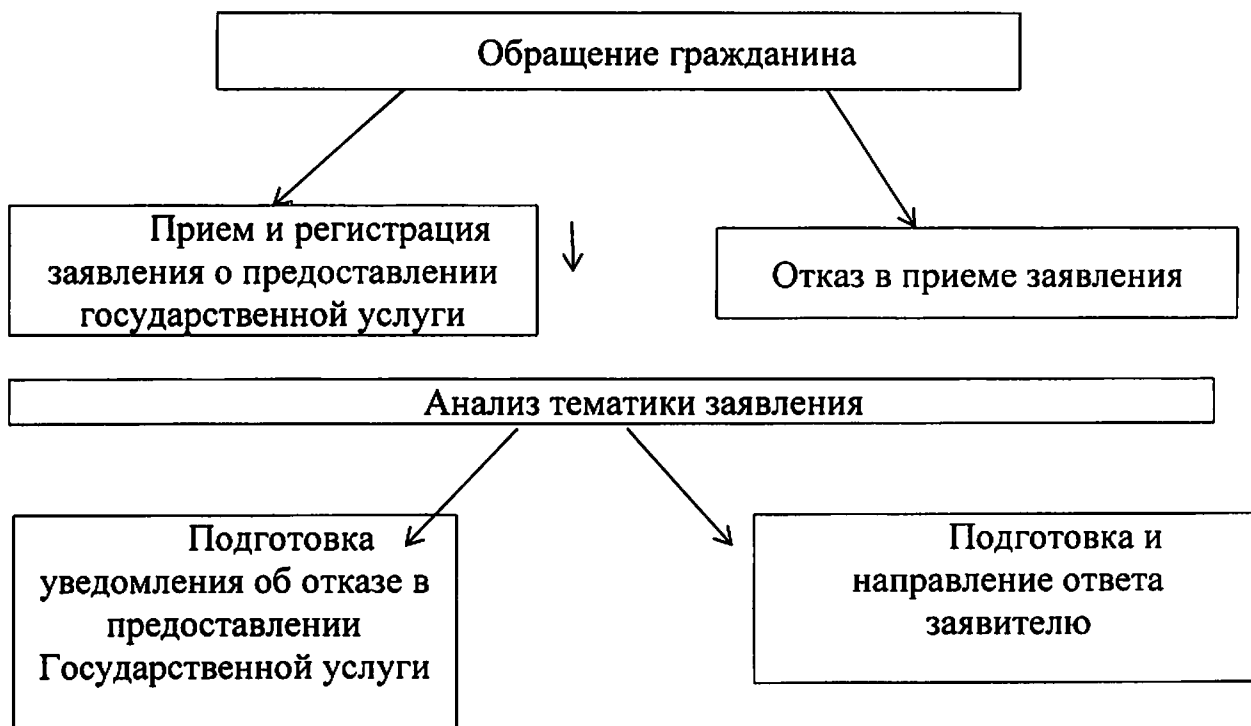 Обращение гражданина
Прием и регистрация
заявления о предоставлении
государственной услуги
Отказ в приеме заявления
Анализ тематики заявления
Подготовка
уведомления об отказе в
предоставлении
Государственной услуги
Подготовка и
направление ответа
заявителю